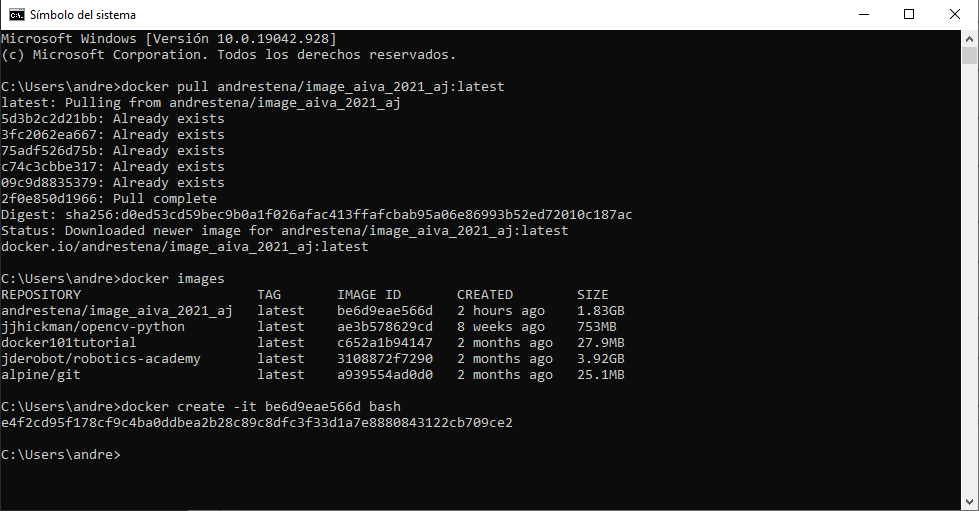 Símbolo del sistema
Microsoft Windows [Versión 10.0.19042.928]
(c) Microsoft Corporation. Todos los derechos reservados.
C:\Users\andre>docker pull andrestena/image_aiva_2021_aj:latest
latest: Pulling from andrestena/image_aiva_2021_aj
5d3b2c2d21bb: Already exists
3fc2062ea667: Already exists
75adf526d75b: Already exists
c74c3cbbe317: Already exists
09c9d8835379: Already exists
2f0e850d1966: Pull complete
Digest: sha256:d0ed53cd59bec9b0a1f026afac413ffafcbab95a06e86993b52ed72010c187ac
Status: Downloaded newer image for andrestena/image_aiva_2021_aj:latest
docker.io/andrestena/image_aiva_2021_aj:latest
C:\Users\andre>docker images
REPOSITORY TAG IMAGE ID CREATED SIZE
andrestena/image_aiva_2021_aj latest be6d9eae566d 2 hours ago 1.83GB
jjhickman/opencv-python latest ae3b578629cd 8 weeks ago 753MB
docker101tutorial latest c652a1b94147 2 months ago 27.9MB
jderobot/robotics-academy latest 3108872f7290 2 months ago 3.92GB
alpine/git latest a939554ad0d0 2 months ago 25.1MB
C:\Users\andre>docker create -it be6d9eae566d bash
e4f2cd95f178cf9c4ba0ddbea2b28c89c8dfc3f33d1a7e8880843122cb709ce2
C:\Users\andre>